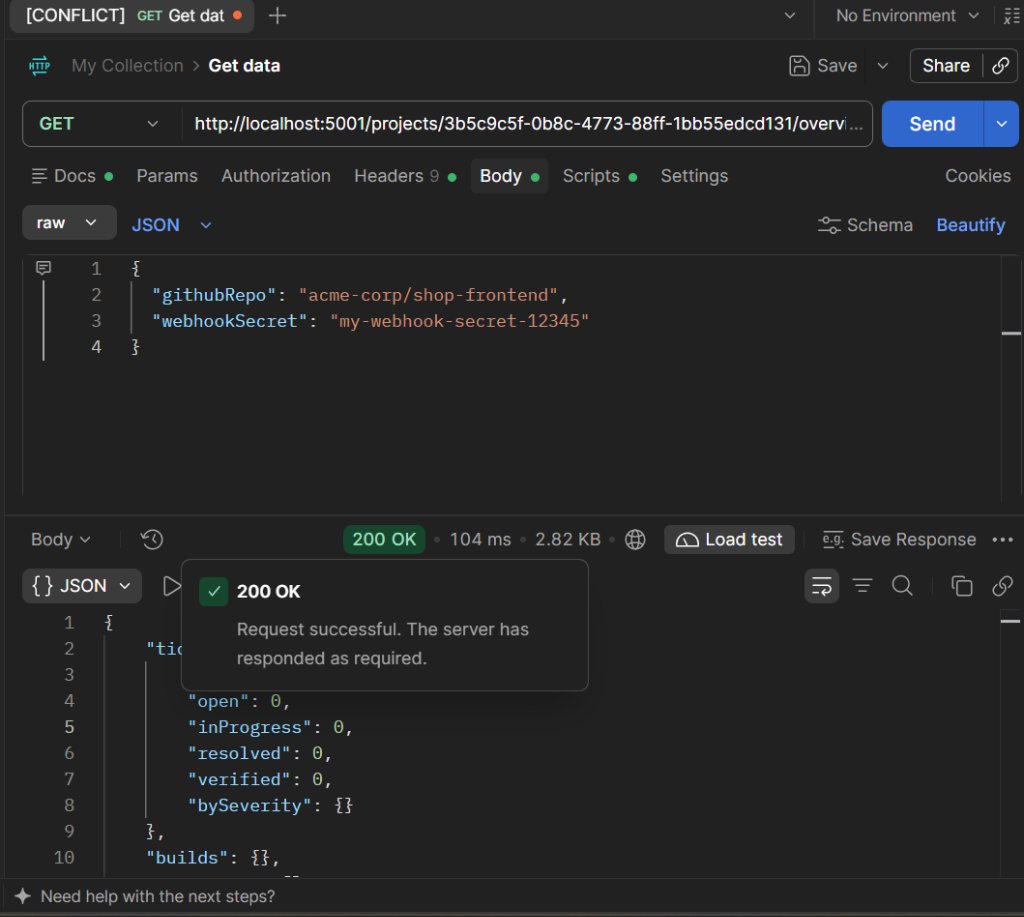 [CONFLICT] GET Get dat
No Environment
HTTP My Collection > Get data
Save
Share
GET http://localhost:5001/projects/3b5c9c5f-0b8c-4773-88ff-1bb55edcd131/overvi...
Send
Docs Params Authorization Headers 9 Body Scripts Settings Cookies
raw JSON Schema Beautify
1 {
2 "githubRepo": "acme-corp/shop-frontend",
3 "webhookSecret": "my-webhook-secret-12345"
4 }
Body 200 OK • 104 ms • 2.82 KB • Load test e.g. Save Response
{} JSON
200 OK
Request successful. The server has
responded as required.
1 {
2 "tic
3
4 "open": 0,
5 "inProgress": 0,
6 "resolved": 0,
7 "verified": 0,
8 "bySeverity": {}
9 },
10 "builds": {},
Need help with the next steps?